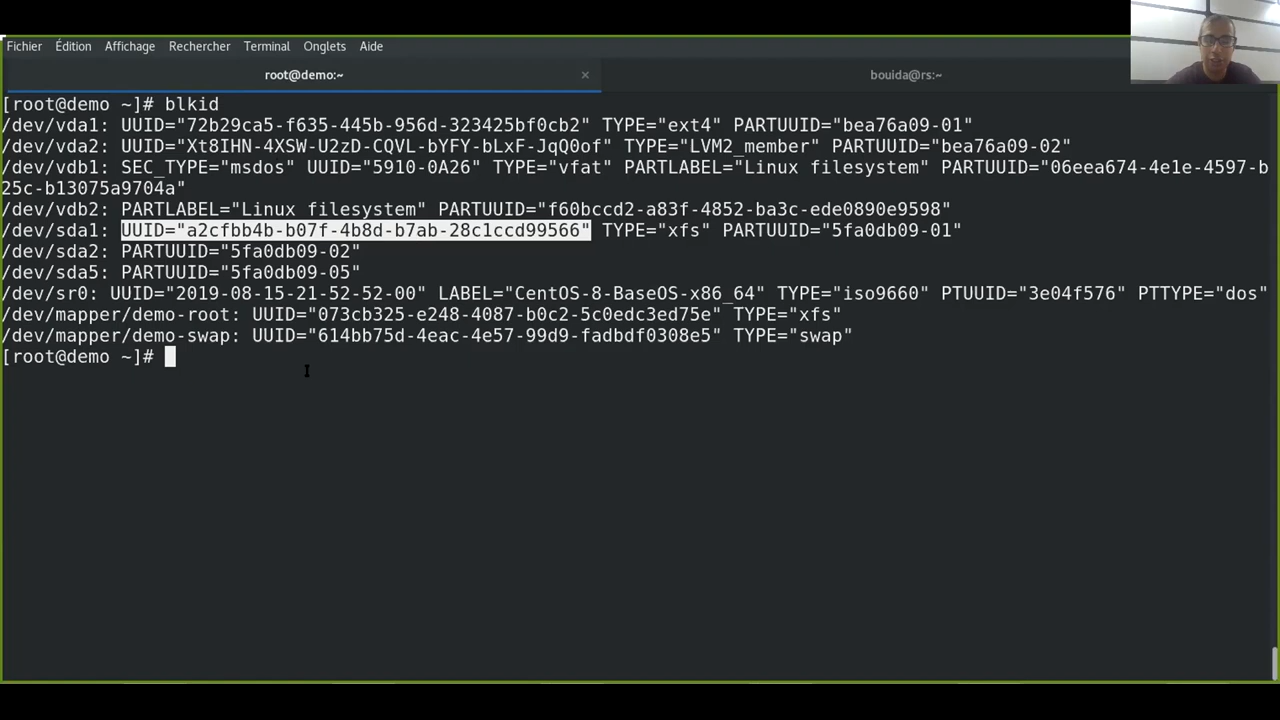 Fichier Édition Affichage Rechercher Terminal Onglets Aide
root@demo:~ × bouida@rs:~
[root@demo ~]# blkid
/dev/vda1: UUID="72b29ca5-f635-445b-956d-323425bf0cb2" TYPE="ext4" PARTUUID="bea76a09-01"
/dev/vda2: UUID="Xt8IHN-4XSW-U2zD-CQVL-bYFY-bLxF-JqQ0of" TYPE="LVM2_member" PARTUUID="bea76a09-02"
/dev/vdb1: SEC_TYPE="msdos" UUID="5910-0A26" TYPE="vfat" PARTLABEL="Linux filesystem" PARTUUID="06eea674-4e1e-4597-b
25c-b13075a9704a"
/dev/vdb2: PARTLABEL="Linux filesystem" PARTUUID="f60bccd2-a83f-4852-ba3c-ede0890e9598"
/dev/sda1: UUID="a2cfbb4b-b07f-4b8d-b7ab-28c1ccd99566" TYPE="xfs" PARTUUID="5fa0db09-01"
/dev/sda2: PARTUUID="5fa0db09-02"
/dev/sda5: PARTUUID="5fa0db09-05"
/dev/sr0: UUID="2019-08-15-21-52-52-00" LABEL="CentOS-8-BaseOS-x86_64" TYPE="iso9660" PTUUID="3e04f576" PTTYPE="dos"
/dev/mapper/demo-root: UUID="073cb325-e248-4087-b0c2-5c0edc3ed75e" TYPE="xfs"
/dev/mapper/demo-swap: UUID="614bb75d-4eac-4e57-99d9-fadbdf0308e5" TYPE="swap"
[root@demo ~]#